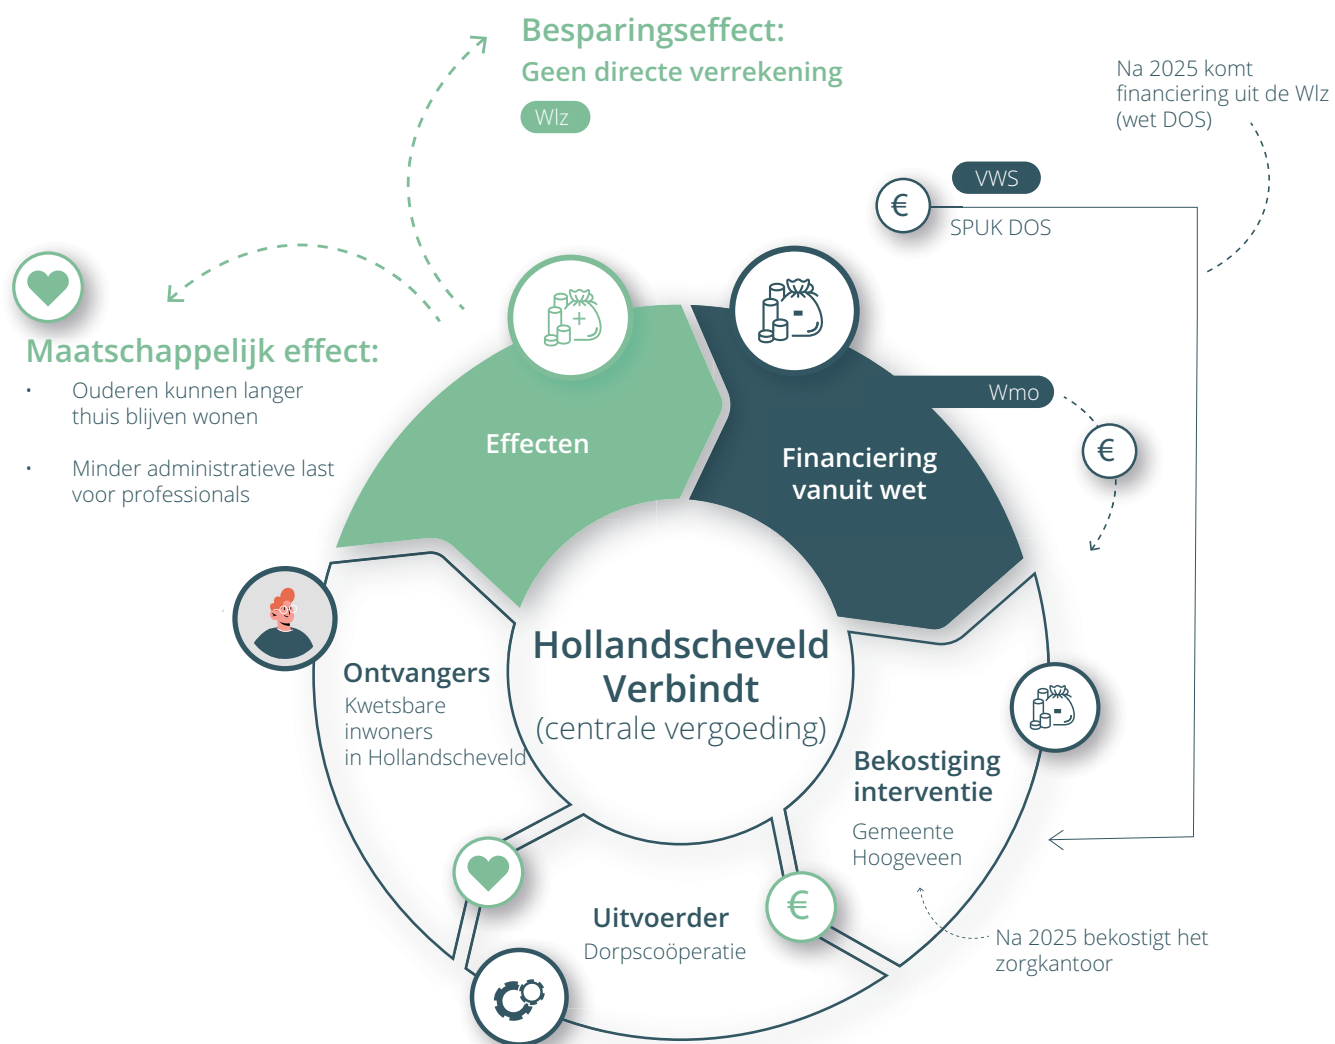 Besparingseffect:
Geen directe verrekening
Wlz
Na 2025 komt
financiering uit de Wlz
(wet DOS)
VWS
€
SPUK DOS
Maatschappelijk effect:
• Ouderen kunnen langer
thuis blijven wonen
• Minder administratieve last
voor professionals
Effecten
Financiering
vanuit wet
Wmo
€
Hollandscheveld
Verbindt
(centrale vergoeding)
Ontvangers
Kwetsbare
inwoners
in Hollandscheveld
Bekostiging
interventie
Gemeente
Hoogeveen
Uitvoerder
Dorpscoöperatie
€
Na 2025 bekostigt het
zorgkantoor